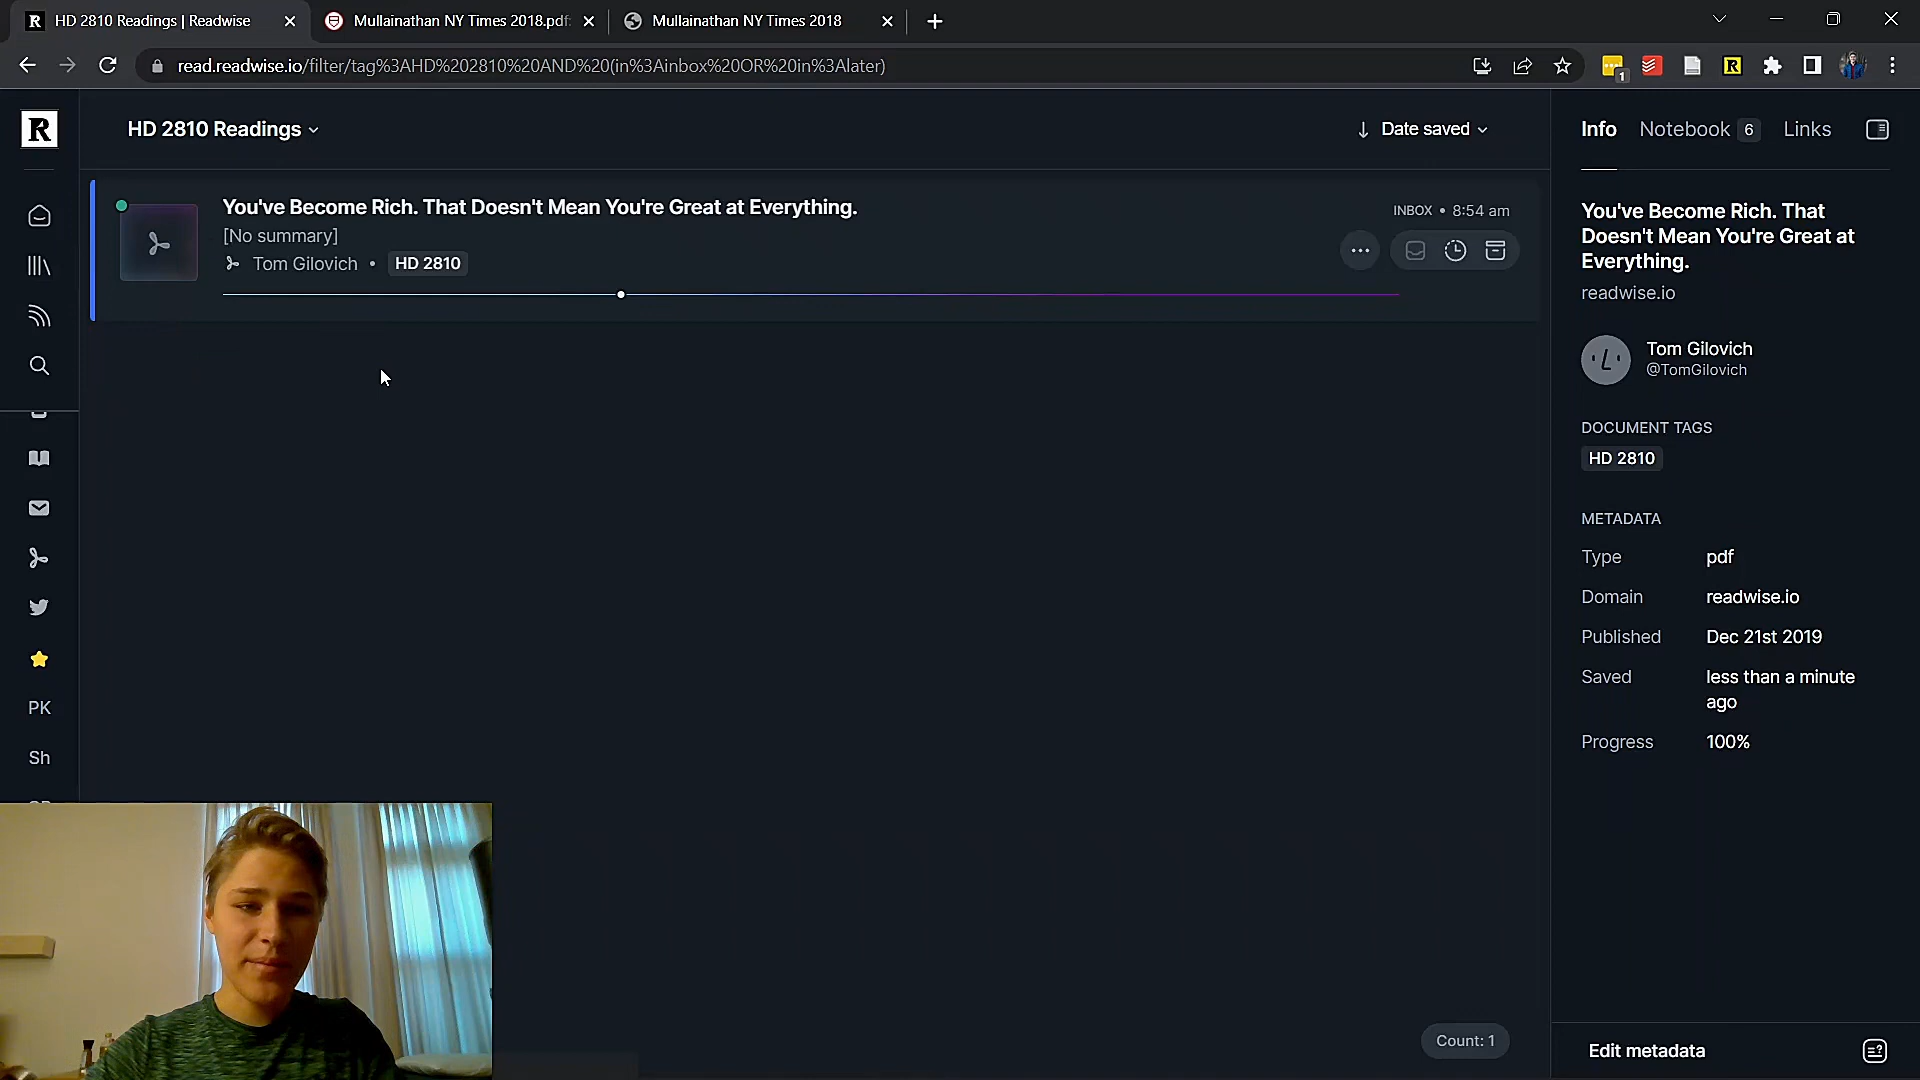 HD 2810 Readings | Readwise
Mullainathan NY Times 2018.pdf
Mullainathan NY Times 2018
read.readwise.io/filter/tag%3AHD%202810%20AND%20(in%3Ainbox%20OR%20in%3Alater)
1
R
R
HD 2810 Readings
Date saved
Info Notebook 6 Links
You've Become Rich. That Doesn't Mean You're Great at Everything.
[No summary]
Tom Gilovich • HD 2810
INBOX • 8:54 am
You've Become Rich. That
Doesn't Mean You're Great at
Everything.
readwise.io
Tom Gilovich
@TomGilovich
DOCUMENT TAGS
HD 2810
METADATA
Type pdf
Domain readwise.io
Published Dec 21st 2019
Saved less than a minute
ago
Progress 100%
PK
Sh
Count: 1
Edit metadata